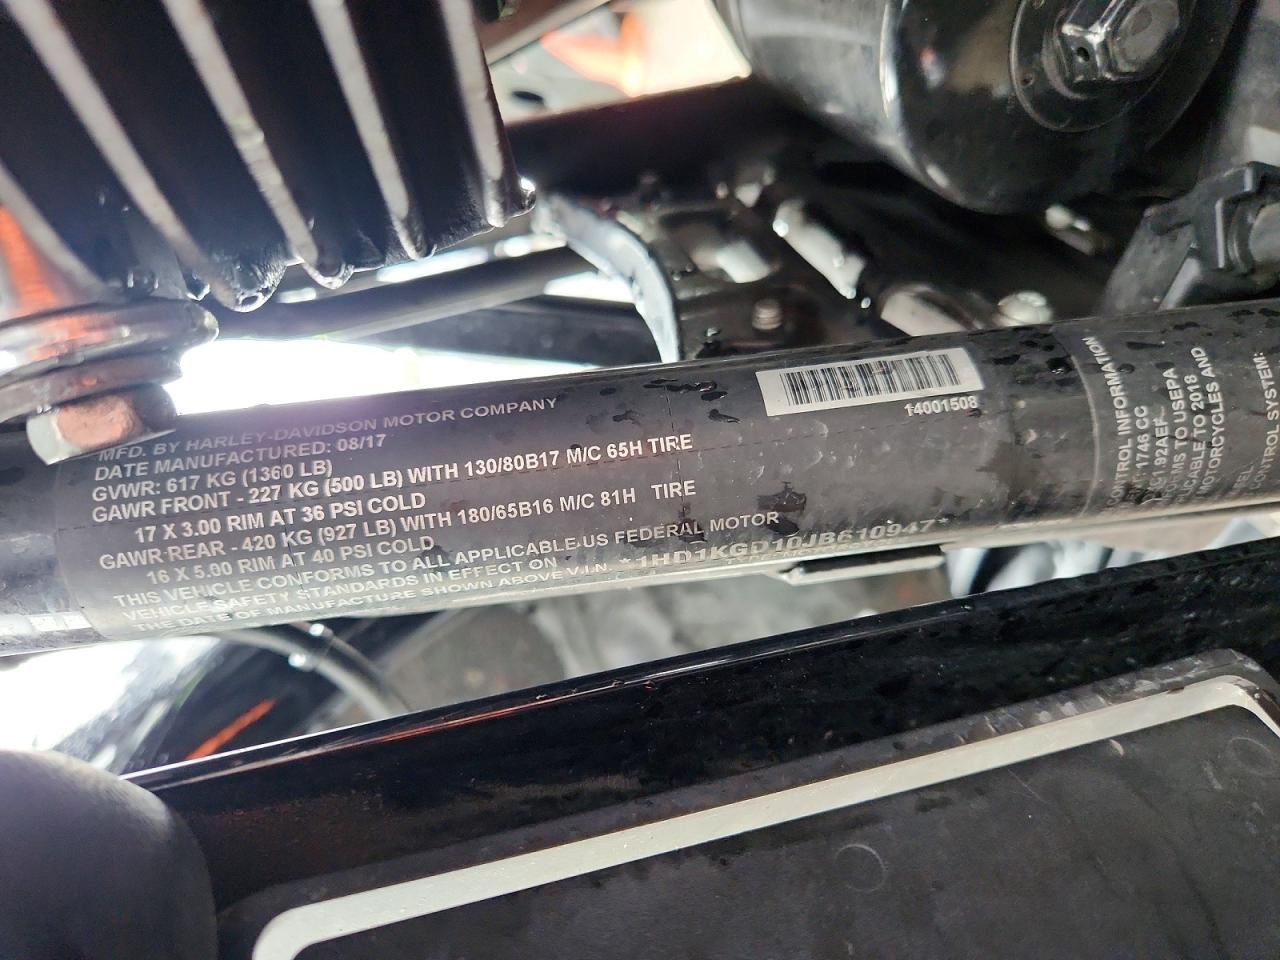 MFD. BY HARLEY-DAVIDSON MOTOR COMPANY
DATE MANUFACTURED: 08/17
GVWR: 617 KG (1360 LB)
GAWR FRONT - 227 KG (500 LB) WITH 130/80B17 M/C 65H TIRE
17 X 3.00 RIM AT 36 PSI COLD
GAWR REAR - 420 KG (927 LB) WITH 180/65B16 M/C 81H TIRE
16 X 5.00 RIM AT 40 PSI COLD
THIS VEHICLE CONFORMS TO ALL APPLICABLE US FEDERAL MOTOR
VEHICLE SAFETY STANDARDS IN EFFECT ON
THE DATE OF MANUFACTURE SHOWN ABOVE V.I.N. *1HD1KGD10JB610947*
14001508
CONTROL INFORMATION
1746 CC
TO USEPA
TO 2018
MOTORCYCLES AND
CONTROL SYSTEM: